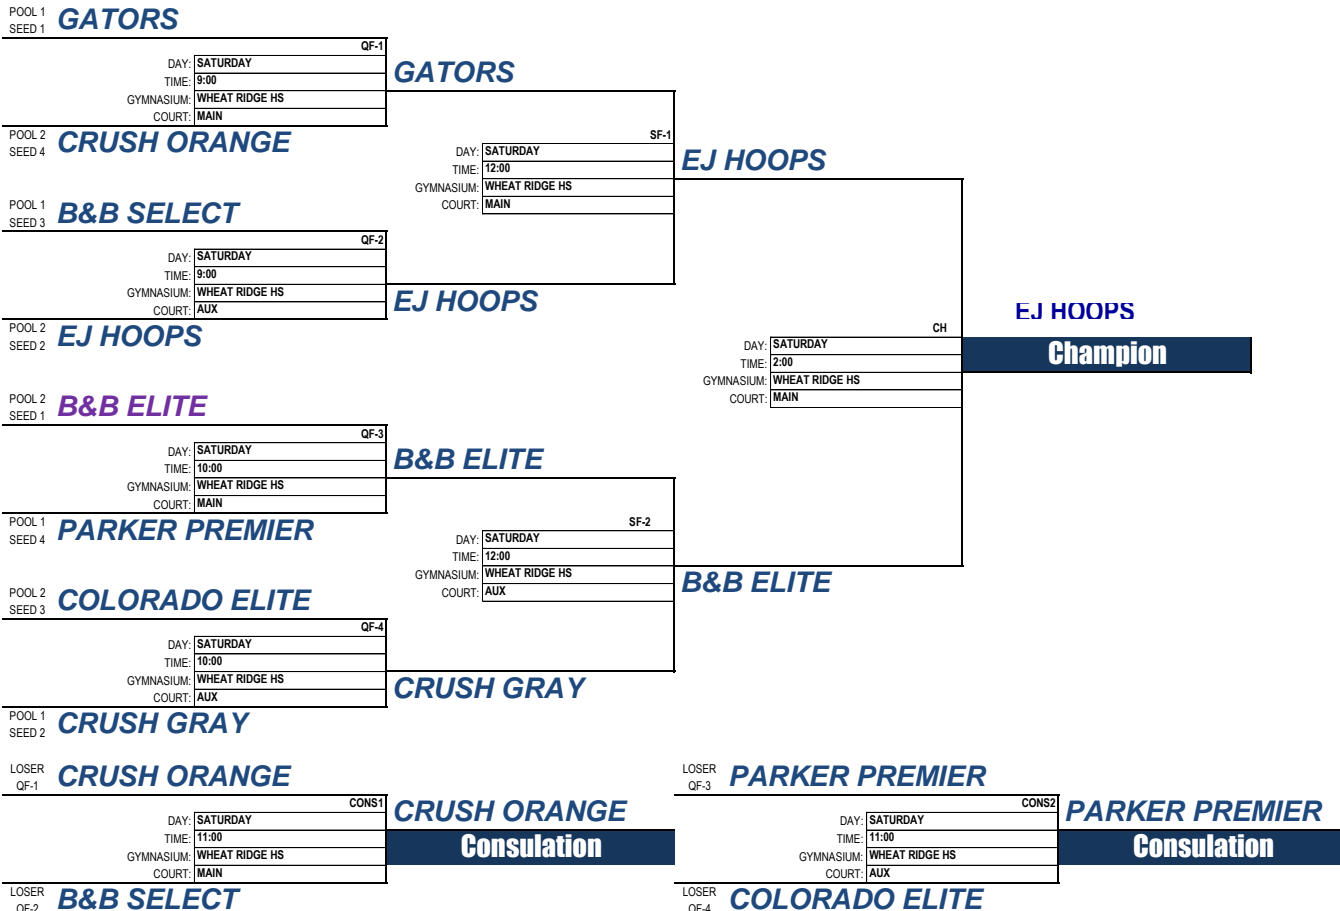 POOL 1
SEED 1 GATORS
QF-1
DAY: SATURDAY
TIME: 9:00
GYMNASIUM: WHEAT RIDGE HS
COURT: MAIN
POOL 2
SEED 4 CRUSH ORANGE
GATORS
SF-1
DAY: SATURDAY
TIME: 12:00
GYMNASIUM: WHEAT RIDGE HS
COURT: MAIN
EJ HOOPS
POOL 1
SEED 3 B&B SELECT
QF-2
DAY: SATURDAY
TIME: 9:00
GYMNASIUM: WHEAT RIDGE HS
COURT: AUX
POOL 2
SEED 2 EJ HOOPS
EJ HOOPS
CH
DAY: SATURDAY
TIME: 2:00
GYMNASIUM: WHEAT RIDGE HS
COURT: MAIN
EJ HOOPS
Champion
POOL 2
SEED 1 B&B ELITE
QF-3
DAY: SATURDAY
TIME: 10:00
GYMNASIUM: WHEAT RIDGE HS
COURT: MAIN
POOL 1
SEED 4 PARKER PREMIER
B&B ELITE
SF-2
DAY: SATURDAY
TIME: 12:00
GYMNASIUM: WHEAT RIDGE HS
COURT: AUX
B&B ELITE
POOL 2
SEED 3 COLORADO ELITE
QF-4
DAY: SATURDAY
TIME: 10:00
GYMNASIUM: WHEAT RIDGE HS
COURT: AUX
POOL 1
SEED 2 CRUSH GRAY
CRUSH GRAY
LOSER
QF-1 CRUSH ORANGE
CONS1
DAY: SATURDAY
TIME: 11:00
GYMNASIUM: WHEAT RIDGE HS
COURT: MAIN
LOSER
QF-2 B&B SELECT
CRUSH ORANGE
Consulation
LOSER
QF-3 PARKER PREMIER
CONS2
DAY: SATURDAY
TIME: 11:00
GYMNASIUM: WHEAT RIDGE HS
COURT: AUX
LOSER
QF-4 COLORADO ELITE
PARKER PREMIER
Consulation